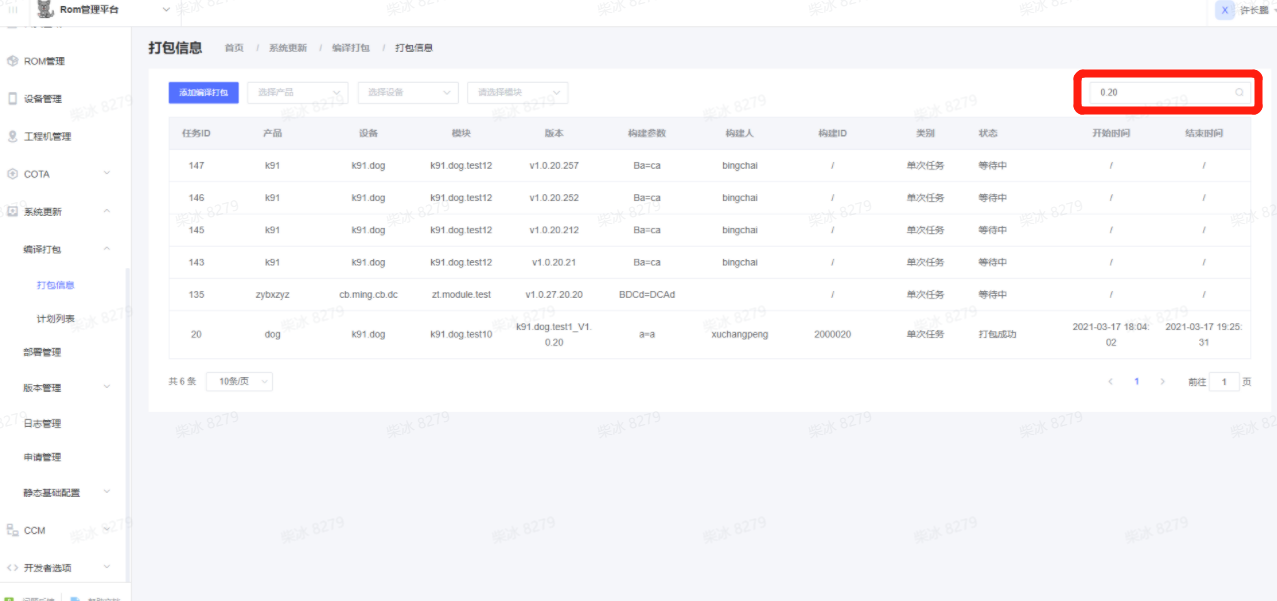 Rom管理平台
X 许长鹏
ROM管理
设备管理
工程机管理
COTA
系统更新
编译打包
打包信息
计划列表
部署管理
版本管理
日志管理
申请管理
静态基础配置
CCM
开发者选项
打包信息 首页 / 系统更新 / 编译打包 / 打包信息
添加编译打包 选择产品 选择设备 请选择模块 0.20
任务ID 产品 设备 模块 版本 构建参数 构建人 构建ID 类别 状态 开始时间 结束时间
147 k91 k91.dog k91.dog.test12 v1.0.20.257 Ba=ca bingchai / 单次任务 等待中 / /
146 k91 k91.dog k91.dog.test12 v1.0.20.252 Ba=ca bingchai / 单次任务 等待中 / /
145 k91 k91.dog k91.dog.test12 v1.0.20.212 Ba=ca bingchai / 单次任务 等待中 / /
143 k91 k91.dog k91.dog.test12 v1.0.20.21 Ba=ca bingchai / 单次任务 等待中 / /
135 zybxzyz cb.ming.cb.dc zt.module.test v1.0.27.20.20 BDCd=DCAd / 单次任务 等待中 / /
20 dog k91.dog k91.dog.test10 k91.dog.test1_V1. a=a xuchangpeng 2000020 单次任务 打包成功 2021-03-17 18:04: 2021-03-17 19:25:
0.20 02 31
共 6 条 10条/页 < 1 > 前往 1 页
柴冰 8279